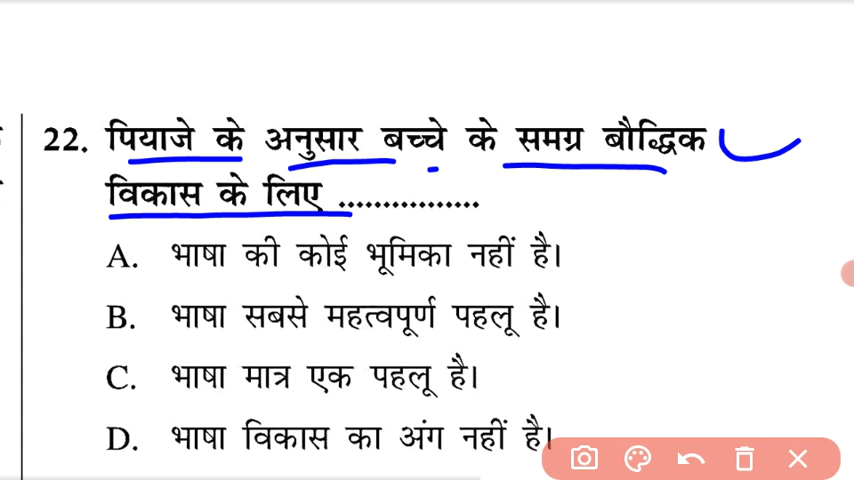 22. पियाजे के अनुसार बच्चे के समग्र बौद्धिक
विकास के लिए ................
A. भाषा की कोई भूमिका नहीं है।
B. भाषा सबसे महत्वपूर्ण पहलू है।
C. भाषा मात्र एक पहलू है।
D. भाषा विकास का अंग नहीं है।